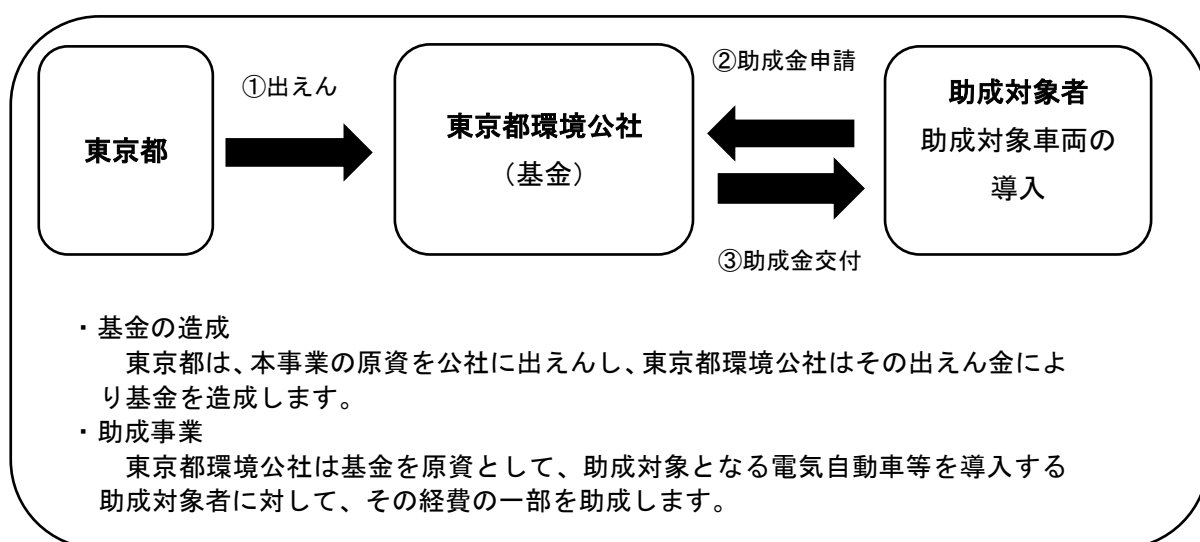 東京都
①出えん
東京都環境公社
（基金）
②助成金申請
③助成金交付
助成対象者
助成対象車両の
導入
・基金の造成
東京都は、本事業の原資を公社に出えんし、東京都環境公社はその出えん金によ
り基金を造成します。
・助成事業
東京都環境公社は基金を原資として、助成対象となる電気自動車等を導入する
助成対象者に対して、その経費の一部を助成します。